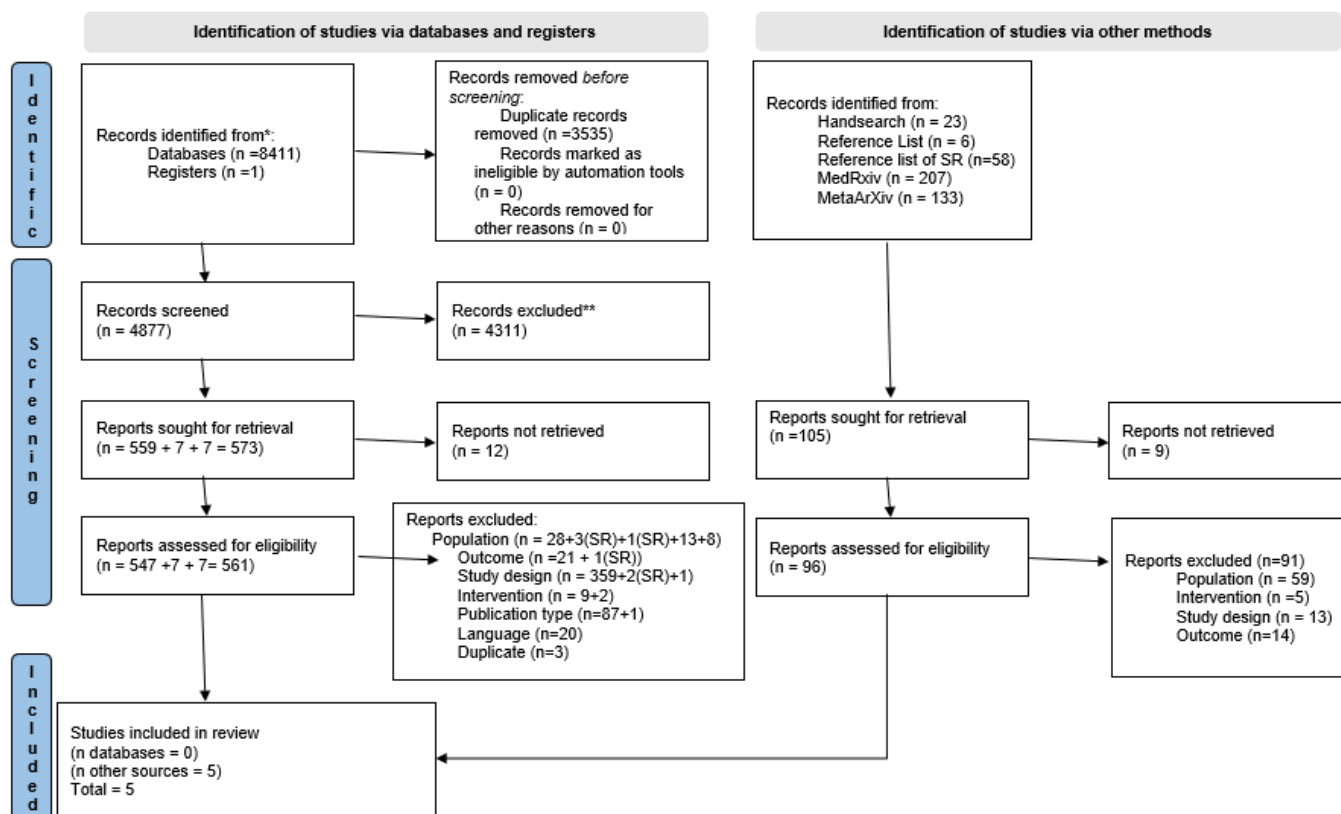 Identification of studies via databases and registers
Identification of studies via other methods
Identific
Records identified from*:
Databases (n =8411)
Registers (n =1)
Records removed before
screening:
Duplicate records
removed (n =3535)
Records marked as
ineligible by automation tools
(n = 0)
Records removed for
other reasons (n = 0)
Records identified from:
Handsearch (n = 23)
Reference List (n = 6)
Reference list of SR (n=58)
MedRxiv (n = 207)
MetaArXiv (n = 133)
Screening
Records screened
(n = 4877)
Records excluded**
(n = 4311)
Reports sought for retrieval
(n = 559 + 7 + 7 = 573)
Reports not retrieved
(n = 12)
Reports sought for retrieval
(n =105)
Reports not retrieved
(n = 9)
Reports assessed for eligibility
(n = 547 +7 + 7= 561)
Reports excluded:
Population (n = 28+3(SR)+1(SR)+13+8)
Outcome (n =21 + 1(SR))
Study design (n = 359+2(SR)+1)
Intervention (n = 9+2)
Publication type (n=87+1)
Language (n=20)
Duplicate (n=3)
Reports assessed for eligibility
(n = 96)
Reports excluded (n=91)
Population (n = 59)
Intervention (n =5)
Study design (n = 13)
Outcome (n=14)
Included
Studies included in review
(n databases = 0)
(n other sources = 5)
Total = 5